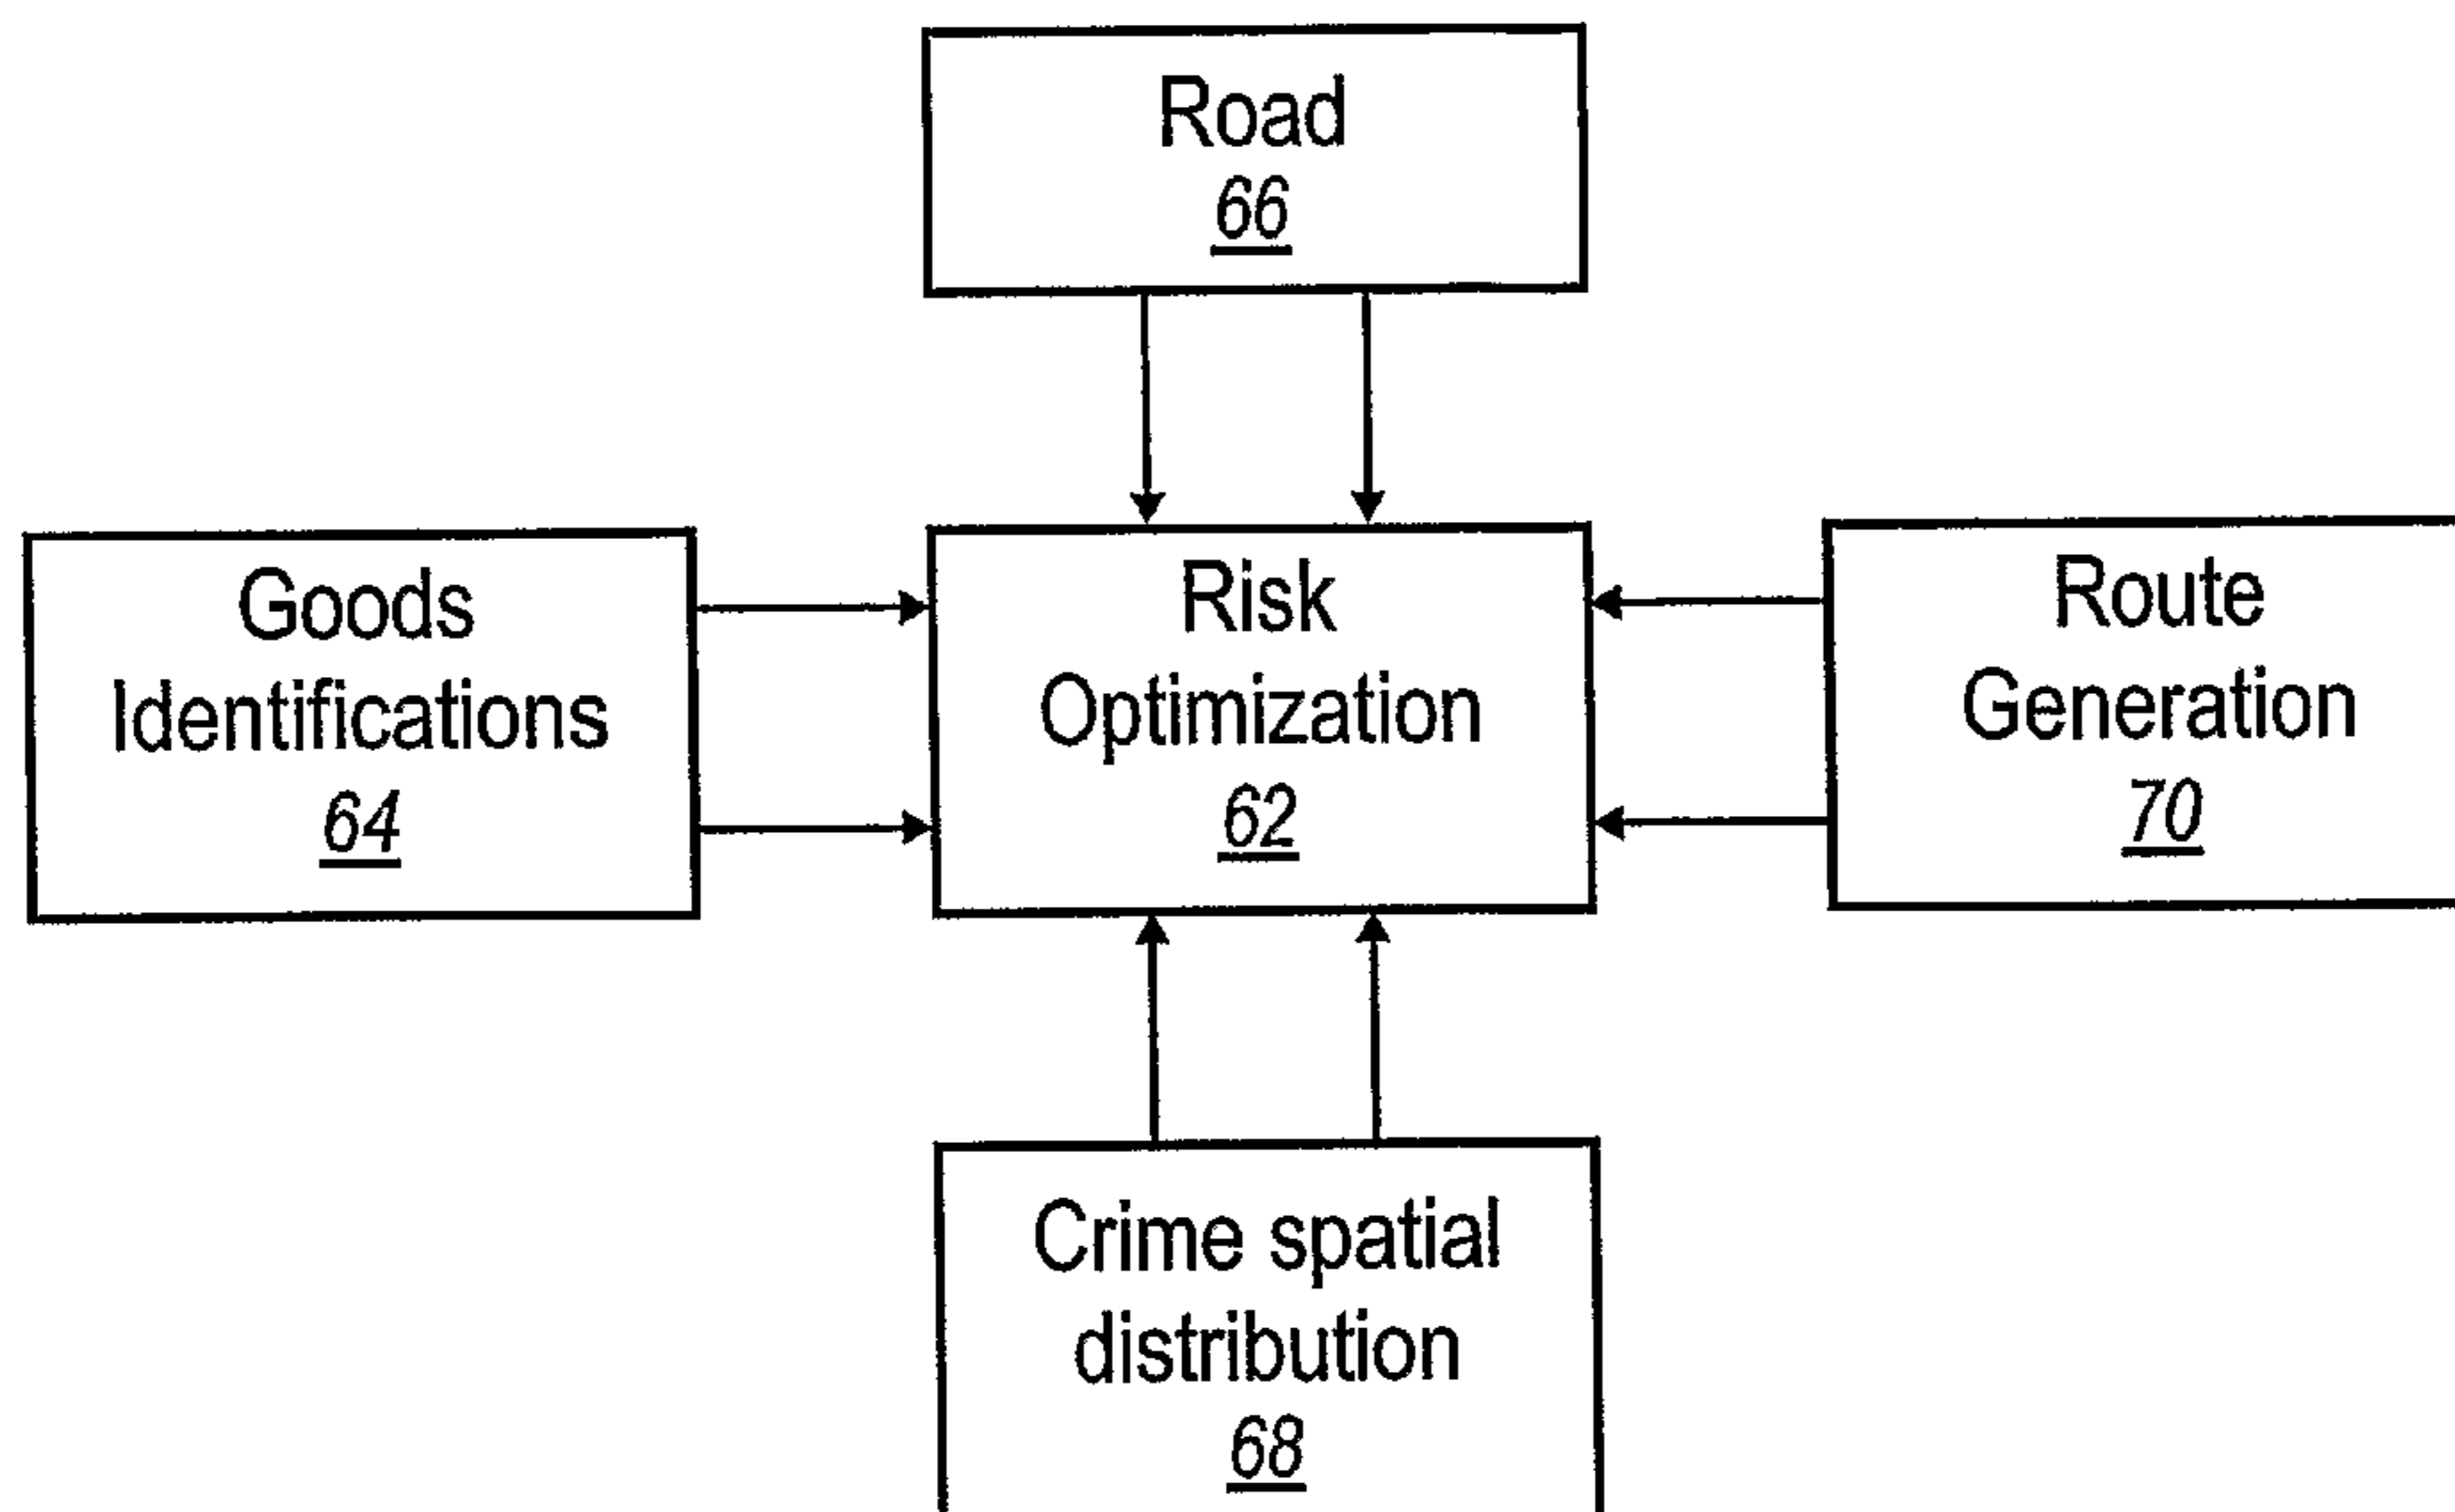 Road
66
Goods
Identifications
64
Risk
Optimization
62
Route
Generation
70
Crime spatial
distribution
68